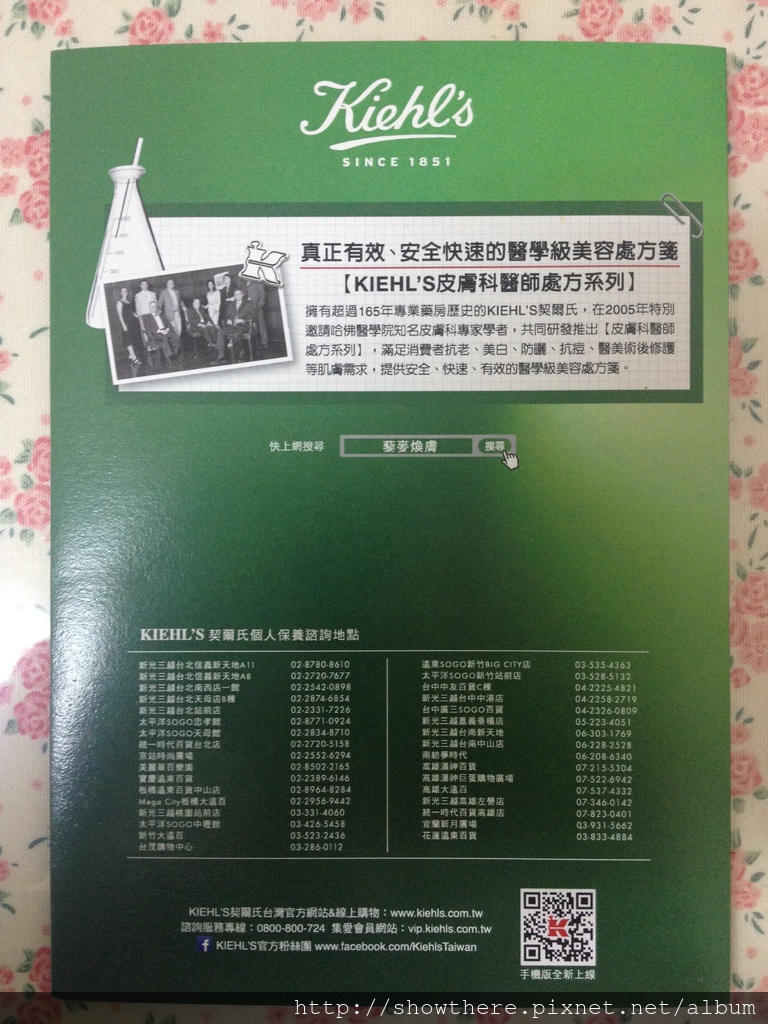 Kiehl's
SINCE 1851
真正有效、安全快速的醫學級美容處方箋
【KIEHL'S皮膚科醫師處方系列】
擁有超過165年專業藥房歷史的KIEHL'S契爾氏，在2005年特別
邀請哈佛醫學院知名皮膚科專家學者，共同研發推出【皮膚科醫師
處方系列】，滿足消費者抗老、美白、防曬、抗痘、醫美術後修護
等肌膚需求，提供安全、快速、有效的醫學級美容處方箋。
快上網搜尋 藜麥煥膚 搜尋
KIEHL'S 契爾氏個人保養諮詢地點
新光三越台北信義新天地A11 02-8780-8610
新光三越台北信義新天地A8 02-2720-7677
新光三越台北南西店一館 02-2542-0898
新光三越台北天母店B棟 02-2874-6854
新光三越台北站前店 02-2331-7226
太平洋SOGO忠孝館 02-8771-0924
太平洋SOGO天母館 02-2834-8710
統一時代百貨台北店 02-2720-5158
京站時尚廣場 02-2552-6294
美麗華百樂園 02-8502-2165
寶慶遠東百貨 02-2389-6146
板橋遠東百貨中山店 02-8964-8284
Mega City板橋大遠百 02-2956-9442
新光三越桃園站前店 03-331-4060
太平洋SOGO中壢館 03-426-5458
新竹大遠百 03-523-2436
台茂購物中心 03-286-0112
遠東SOGO新竹BIG CITY店 03-535-4363
太平洋SOGO新竹站前店 03-528-5132
台中中友百貨C棟 04-2225-4821
新光三越台中中港店 04-2258-2719
台中廣三SOGO百貨 04-2326-0809
新光三越嘉義垂楊店 05-223-4051
新光三越台南新天地 06-303-1769
新光三越台南中山店 06-228-2528
南紡夢時代 06-208-6340
高雄漢神百貨 07-215-5304
高雄漢神巨蛋購物廣場 07-522-6942
高雄大遠百 07-537-4332
新光三越高雄左營店 07-346-0142
統一時代百貨高雄店 07-823-0401
宜蘭新月廣場 03-931-5662
花蓮遠東百貨 03-833-4884
KIEHL'S契爾氏台灣官方網站&線上購物：www.kiehls.com.tw
諮詢服務專線：0800-800-724 集愛會員網站：vip.kiehls.com.tw
KIEHL'S官方粉絲團 www.facebook.com/KiehlsTaiwan
手機版全新上線
http://showthere.pixnet.net/album